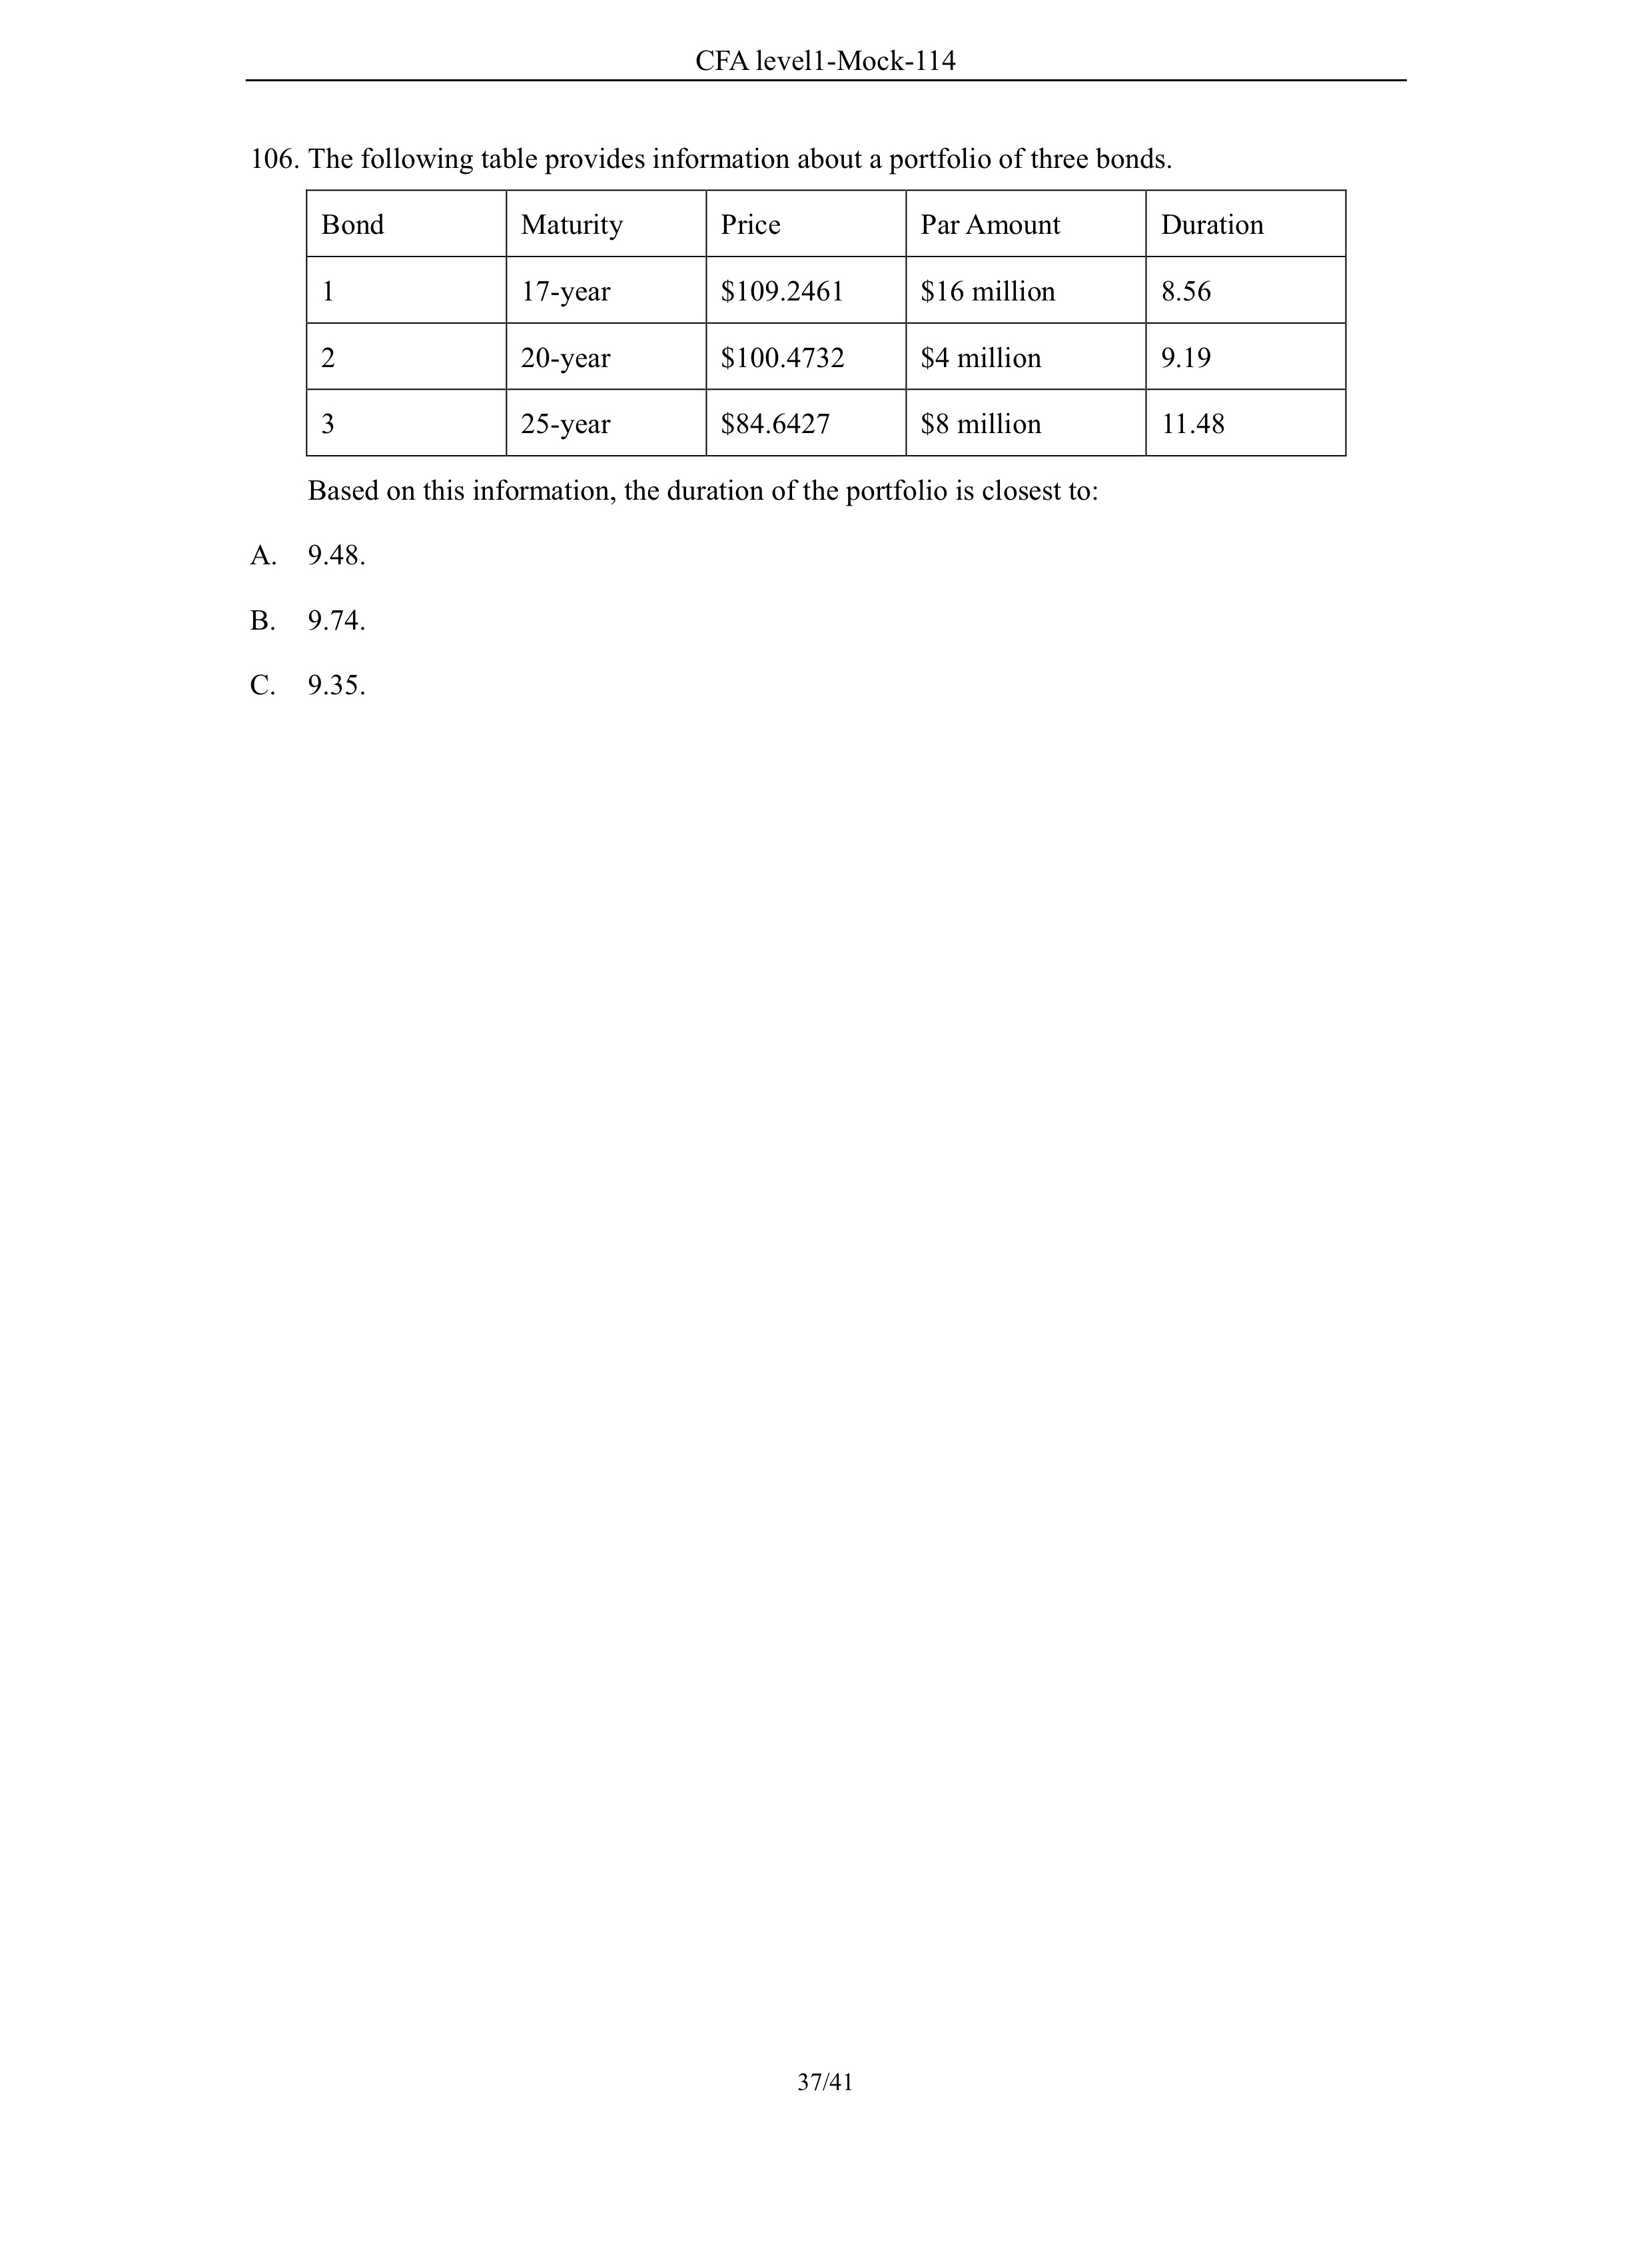 CFA level1-Mock-114
106. The following table provides information about a portfolio of three bonds.
Bond Maturity Price Par Amount Duration
1 17-year $109.2461 $16 million 8.56
2 20-year $100.4732 $4 million 9.19
3 25-year $84.6427 $8 million 11.48
Based on this information, the duration of the portfolio is closest to:
A. 9.48.
B. 9.74.
C. 9.35.
37/41